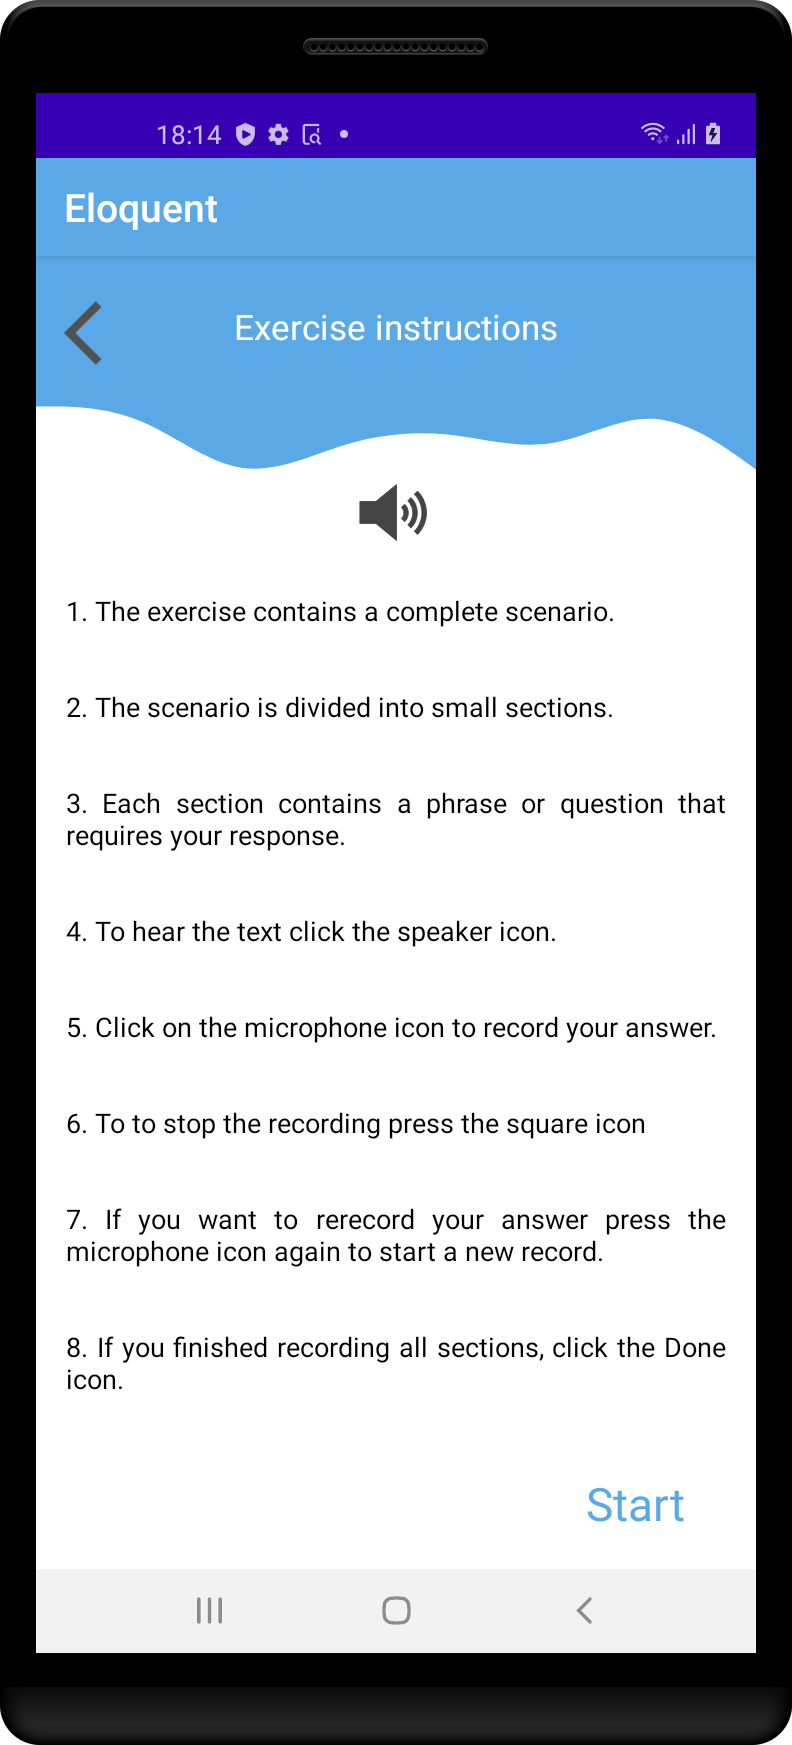 18:14
Eloquent
Exercise instructions
1. The exercise contains a complete scenario.
2. The scenario is divided into small sections.
3. Each section contains a phrase or question that
requires your response.
4. To hear the text click the speaker icon.
5. Click on the microphone icon to record your answer.
6. To to stop the recording press the square icon
7. If you want to rerecord your answer press the
microphone icon again to start a new record.
8. If you finished recording all sections, click the Done
icon.
Start